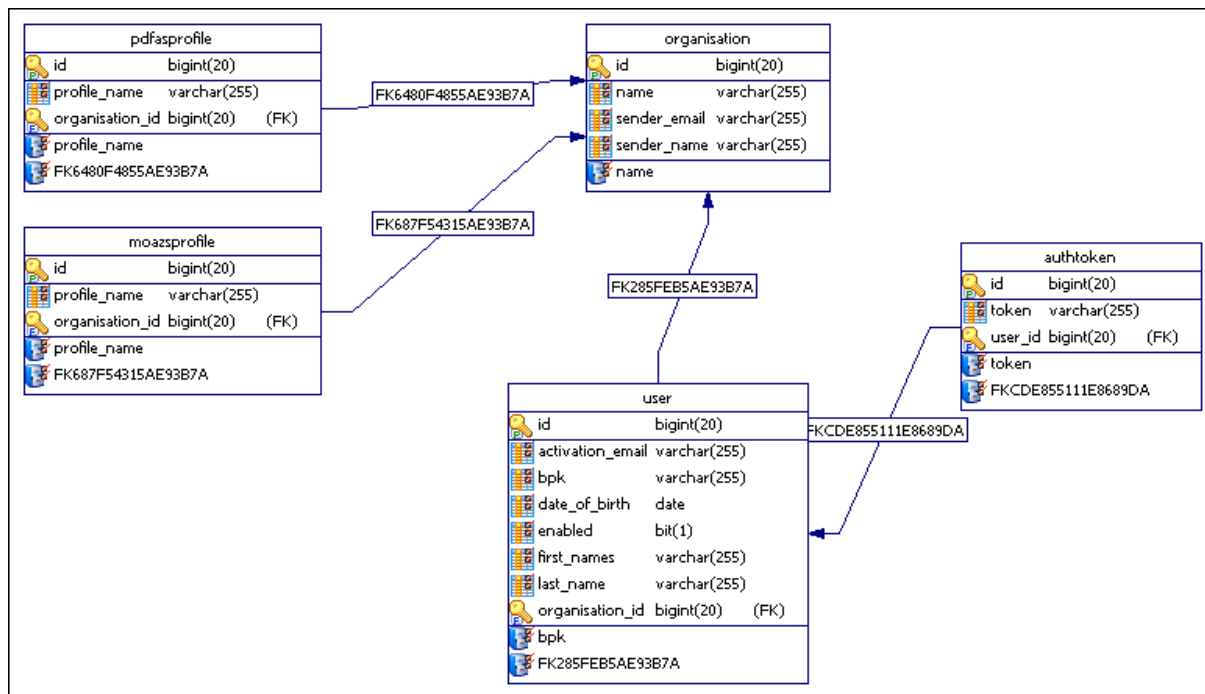 pdfasprofile
id bigint(20)
profile_name varchar(255)
organisation_id bigint(20) (FK)
profile_name
FK6480F4855AE93B7A
FK6480F4855AE93B7A
organisation
id bigint(20)
name varchar(255)
sender_email varchar(255)
sender_name varchar(255)
name
moazsprofile
id bigint(20)
profile_name varchar(255)
organisation_id bigint(20) (FK)
profile_name
FK687F54315AE93B7A
FK687F54315AE93B7A
FK285FEB5AE93B7A
authtoken
id bigint(20)
token varchar(255)
user_id bigint(20) (FK)
token
FKCDE855111E8689DA
FKCDE855111E8689DA
user
id bigint(20)
activation_email varchar(255)
bpk varchar(255)
date_of_birth date
enabled bit(1)
first_names varchar(255)
last_name varchar(255)
organisation_id bigint(20) (FK)
bpk
FK285FEB5AE93B7A